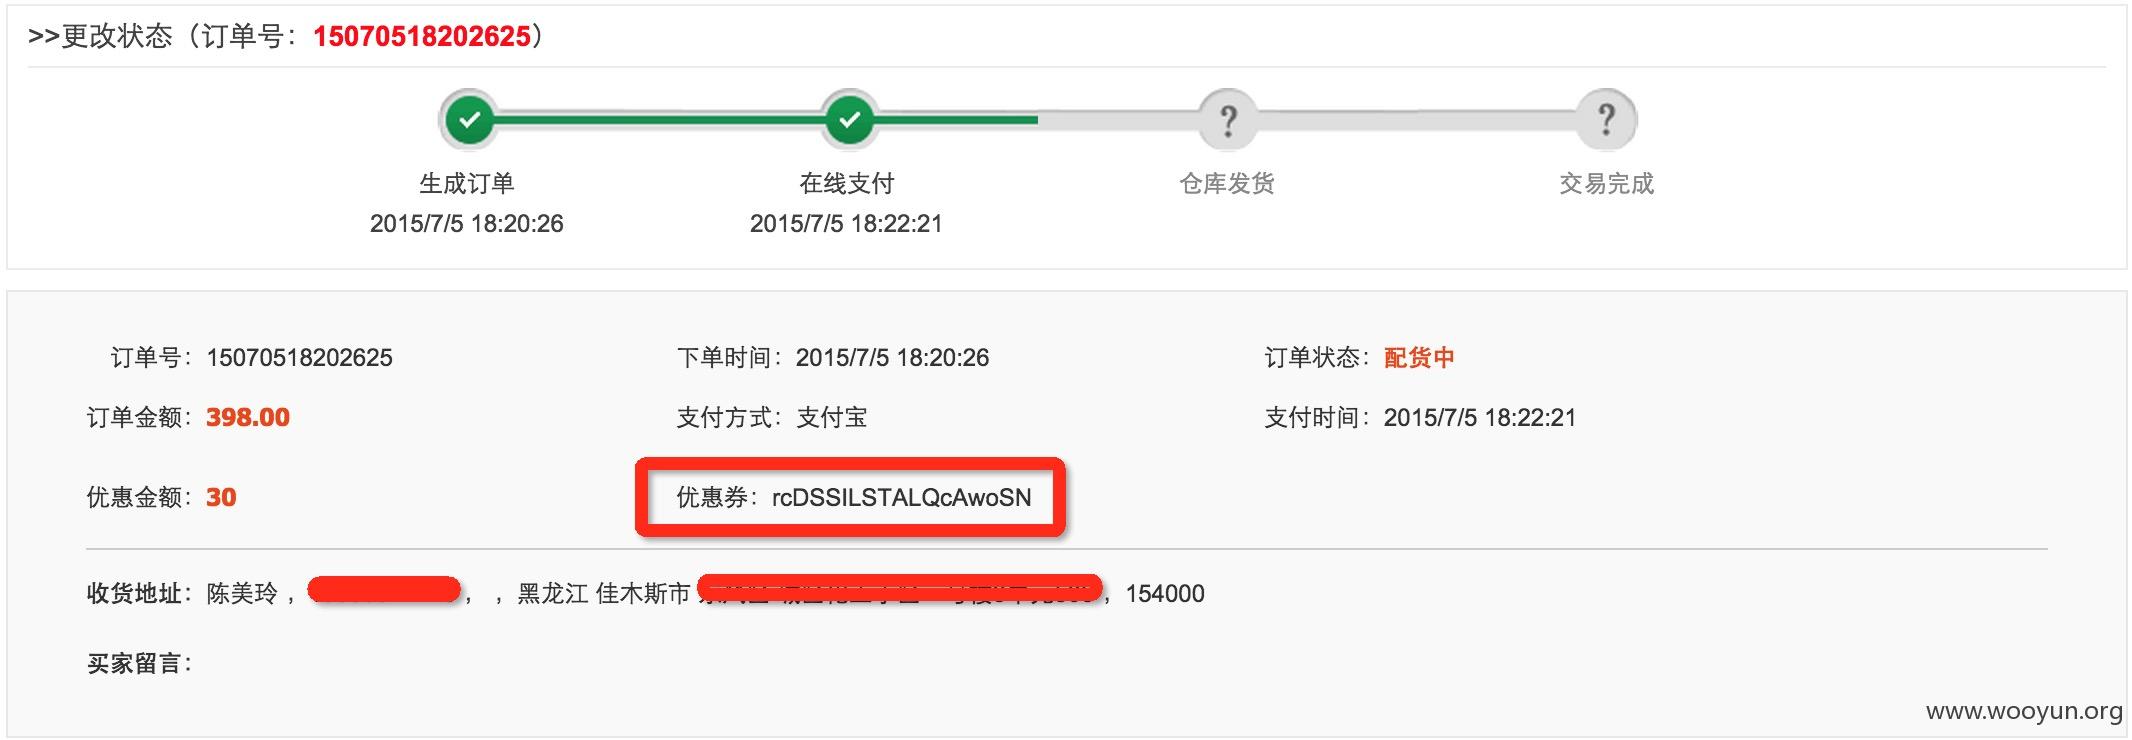 >>更改状态（订单号：15070518202625）
生成订单 在线支付 仓库发货 交易完成
2015/7/5 18:20:26 2015/7/5 18:22:21
订单号：15070518202625 下单时间：2015/7/5 18:20:26 订单状态：配货中
订单金额：398.00 支付方式：支付宝 支付时间：2015/7/5 18:22:21
优惠金额：30 优惠券：rcDSSILSTALQcAwoSN
收货地址：陈美玲， ，，黑龙江 佳木斯市 ，154000
买家留言：
www.wooyun.org